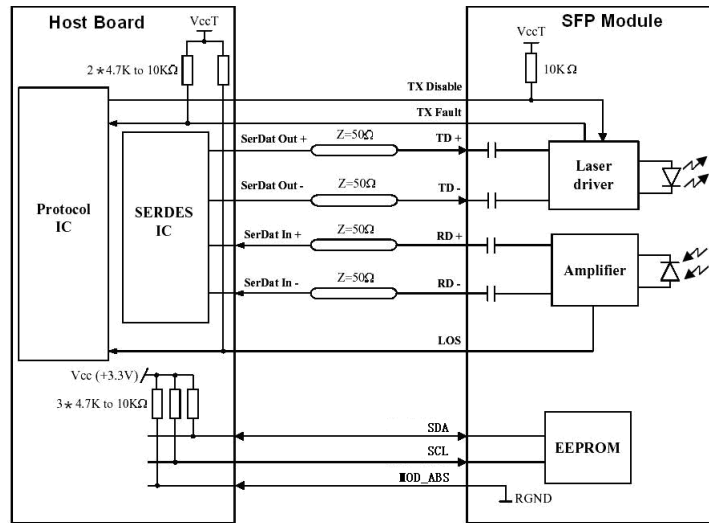 Host Board
SFP Module
VccT
VccT
2*4.7K to 10KΩ
10KΩ
TX Disable
TX Fault
SerDat Out +
Z=50Ω
TD +
Laser driver
SerDat Out -
Z=50Ω
TD -
Protocol IC
SERDES IC
SerDat In +
Z=50Ω
RD +
Amplifier
SerDat In -
Z=50Ω
RD -
LOS
Vcc (+3.3V)
3*4.7K to 10KΩ
SDA
SCL
EEPROM
MOD_ABS
RGND